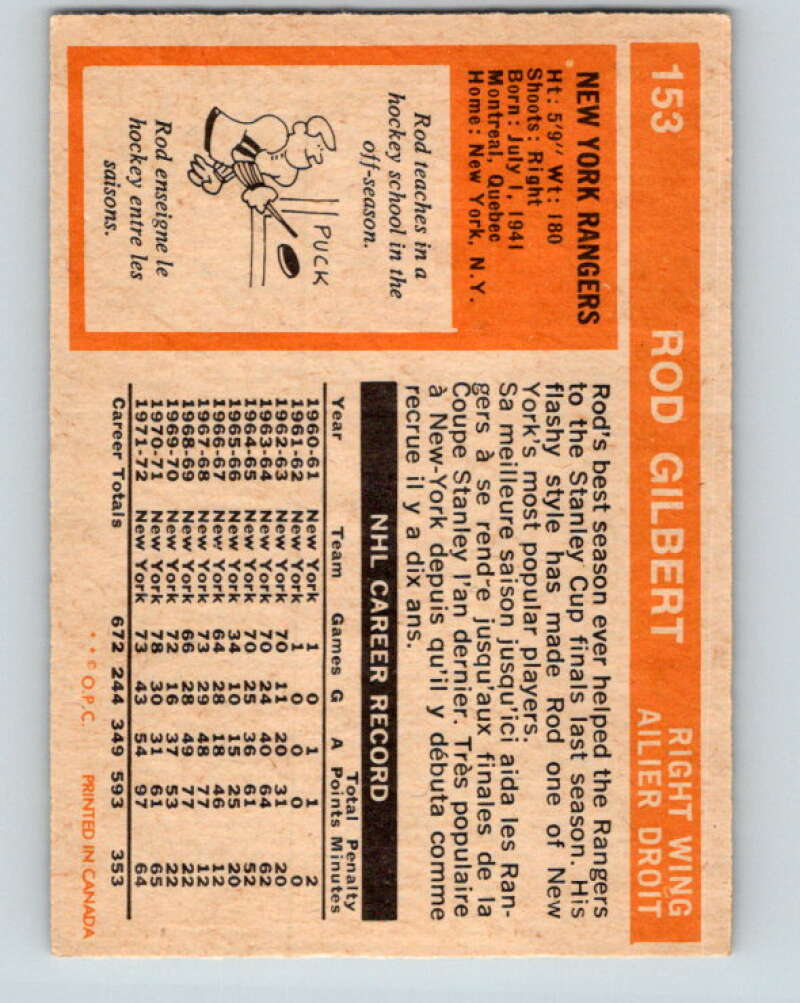 153
ROD GILBERT
RIGHT WING
AILIER DROIT
NEW YORK RANGERS
Ht: 5'9" Wt: 180
Shoots: Right
Born: July 1, 1941
Montreal, Quebec
Home: New York, N.Y.
Rod teaches in a
hockey school in the
off-season.
PUCK
Rod enseigne le
hockey entre les
saisons.
Rod's best season ever helped the Rangers
to the Stanley Cup finals last season. His
flashy style has made Rod one of New
York's most popular players.
Sa meilleure saison jusqu'ici aida les Ran-
gers à se rendre jusqu'aux finales de la
Coupe Stanley l'an dernier. Très populaire
à New-York depuis qu'il y débuta comme
recrue il y a dix ans.
NHL CAREER RECORD
Total Penalty
Year Team Games G A Points Minutes
1960-61 New York 1 0 1 1 2
1961-62 New York 1 0 0 0 0
1962-63 New York 70 11 20 31 20
1963-64 New York 70 24 40 64 62
1964-65 New York 70 25 36 61 52
1965-66 New York 34 10 15 25 20
1966-67 New York 64 28 18 46 12
1967-68 New York 73 29 48 77 12
1968-69 New York 66 28 49 77 22
1969-70 New York 72 16 37 53 22
1970-71 New York 78 30 31 61 65
1971-72 New York 73 43 54 97 64
Career Totals 672 244 349 593 353
* * © O.P.C. PRINTED IN CANADA